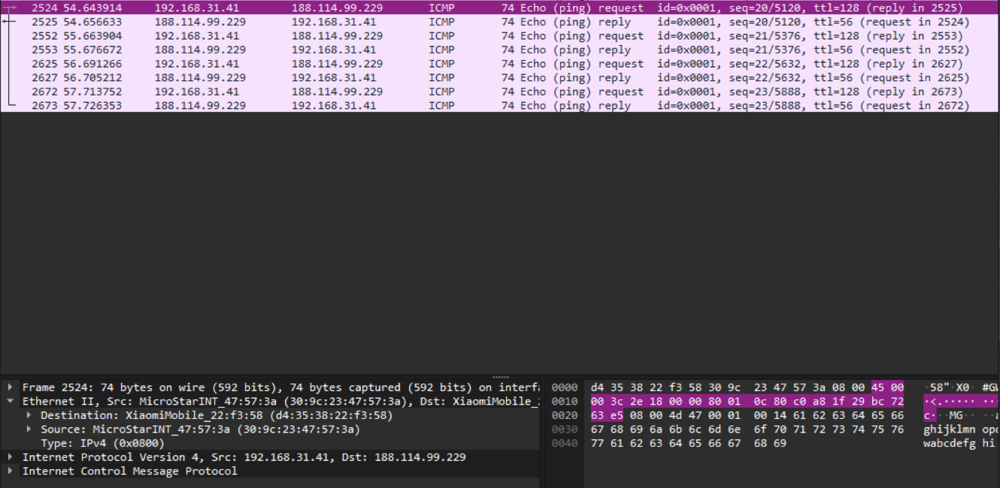 2524 54.643914 192.168.31.41 188.114.99.229 ICMP 74 Echo (ping) request id=0x0001, seq=20/5120, ttl=128 (reply in 2525)
2525 54.656633 188.114.99.229 192.168.31.41 ICMP 74 Echo (ping) reply id=0x0001, seq=20/5120, ttl=56 (request in 2524)
2552 55.663904 192.168.31.41 188.114.99.229 ICMP 74 Echo (ping) request id=0x0001, seq=21/5376, ttl=128 (reply in 2553)
2553 55.676672 188.114.99.229 192.168.31.41 ICMP 74 Echo (ping) reply id=0x0001, seq=21/5376, ttl=56 (request in 2552)
2625 56.691266 192.168.31.41 188.114.99.229 ICMP 74 Echo (ping) request id=0x0001, seq=22/5632, ttl=128 (reply in 2627)
2627 56.705212 188.114.99.229 192.168.31.41 ICMP 74 Echo (ping) reply id=0x0001, seq=22/5632, ttl=56 (request in 2625)
2672 57.713752 192.168.31.41 188.114.99.229 ICMP 74 Echo (ping) request id=0x0001, seq=23/5888, ttl=128 (reply in 2673)
2673 57.726353 188.114.99.229 192.168.31.41 ICMP 74 Echo (ping) reply id=0x0001, seq=23/5888, ttl=56 (request in 2672)
Frame 2524: 74 bytes on wire (592 bits), 74 bytes captured (592 bits) on interfa
Ethernet II, Src: MicroStarINT_47:57:3a (30:9c:23:47:57:3a), Dst: XiaomiMobile_
Destination: XiaomiMobile_22:f3:58 (d4:35:38:22:f3:58)
Source: MicroStarINT_47:57:3a (30:9c:23:47:57:3a)
Type: IPv4 (0x0800)
Internet Protocol Version 4, Src: 192.168.31.41, Dst: 188.114.99.229
Internet Control Message Protocol
0000 d4 35 38 22 f3 58 30 9c 23 47 57 3a 08 00 45 00 ·58"·X0· #GW
0010 00 3c 2e 18 00 00 80 01 0c 80 c0 a8 1f 29 bc 72 ·<.····· ···
0020 63 e5 08 00 4d 47 00 01 00 14 61 62 63 64 65 66 c···MG·· ··a
0030 67 68 69 6a 6b 6c 6d 6e 6f 70 71 72 73 74 75 76 ghijklmn opq
0040 77 61 62 63 64 65 66 67 68 69 wabcdefg hi